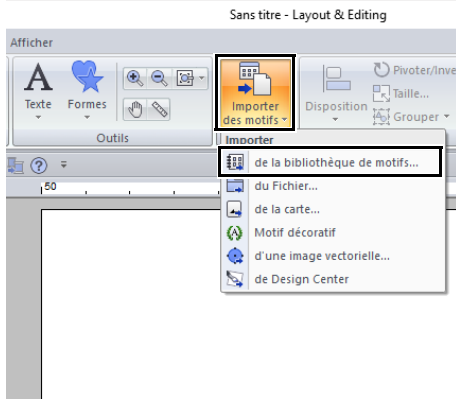 Sans titre - Layout & Editing
Afficher
Texte
Formes
Importer
des motifs
Disposition
Pivoter/Inve
Taille...
Grouper
Outils
Importer
de la bibliothèque de motifs...
du Fichier...
de la carte...
Motif décoratif
d'une image vectorielle...
de Design Center
50